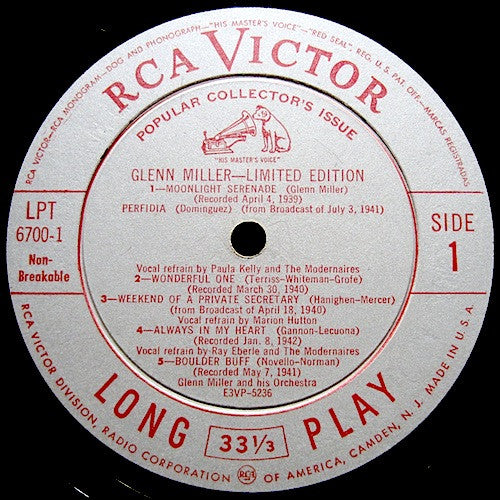 RCA VICTOR—RCA MONOGRAM—DOG AND PHONOGRAPH—"HIS MASTER'S VOICE"—"RED SEAL", REG. U. S. PAT. OFF.—MARCAS REGISTRADAS
RCA VICTOR
POPULAR COLLECTOR'S ISSUE
"HIS MASTER'S VOICE"
GLENN MILLER—LIMITED EDITION
1—MOONLIGHT SERENADE (Glenn Miller)
(Recorded April 4, 1939)
PERFIDIA (Dominguez) (from Broadcast of July 3, 1941)
LPT
6700-1
Non-
Breakable
SIDE
1
Vocal refrain by Paula Kelly and The Modernaires
2—WONDERFUL ONE (Terriss-Whiteman-Grofe)
(Recorded March 30, 1940)
3—WEEKEND OF A PRIVATE SECRETARY (Hanighen-Mercer)
(from Broadcast of April 18, 1940)
Vocal refrain by Marion Hutton
4—ALWAYS IN MY HEART (Gannon-Lecuona)
(Recorded Jan. 8, 1942)
Vocal refrain by Ray Eberle and The Modernaires
5—BOULDER BUFF (Novello-Norman)
(Recorded May 7, 1941)
Glenn Miller and his Orchestra
E3VP-5236
LONG 33⅓ PLAY
RCA VICTOR DIVISION, RADIO CORPORATION RCA OF AMERICA, CAMDEN, N. J. MADE IN U.S.A.